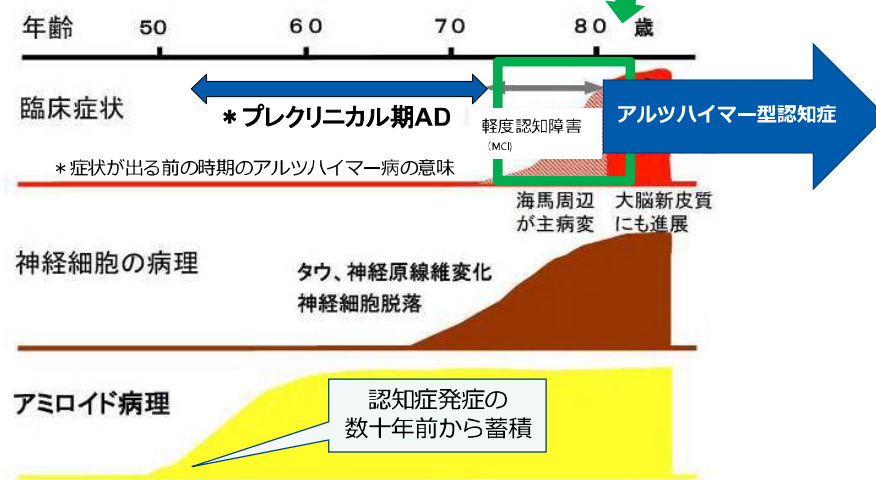 年齢 50 60 70 80 歳
臨床症状
＊プレクリニカル期AD
軽度認知障害
(MCI)
アルツハイマー型認知症
＊症状が出る前の時期のアルツハイマー病の意味
海馬周辺
が主病変
大脳新皮質
にも進展
神経細胞の病理
タウ、神経原線維変化
神経細胞脱落
アミロイド病理
認知症発症の
数十年前から蓄積